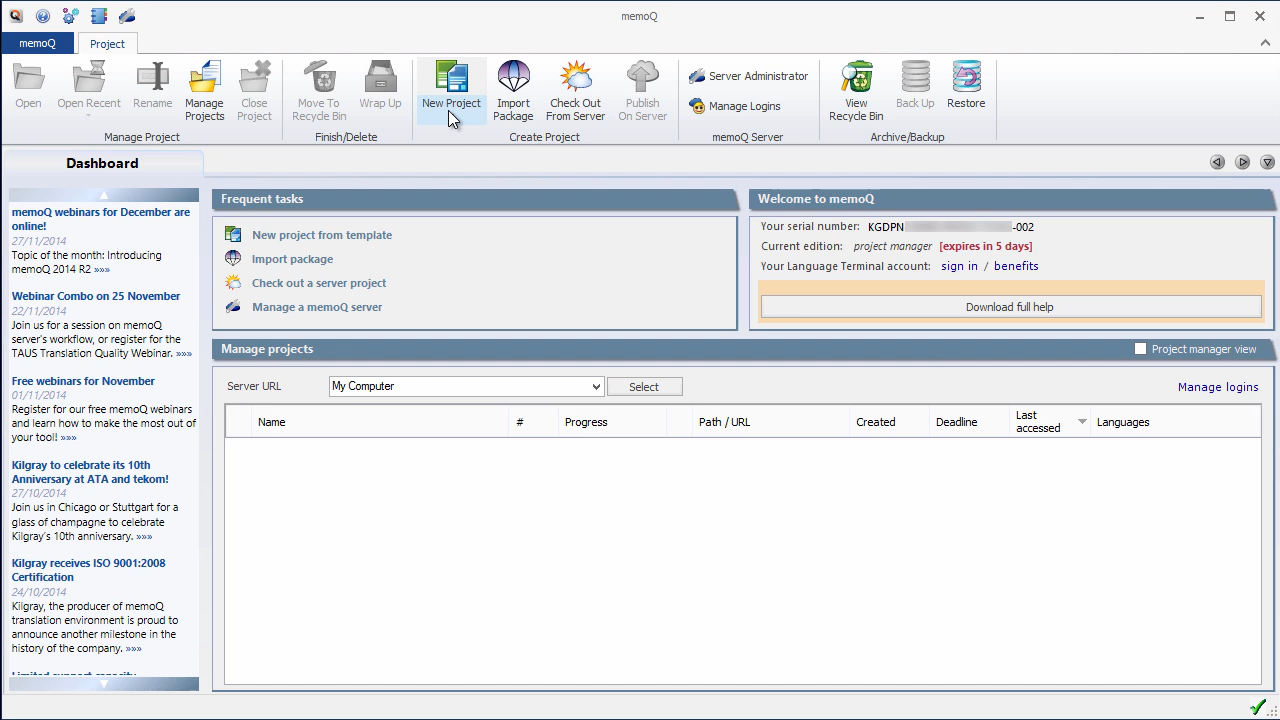 memoQ
memoQ
Project
Open
Open Recent
Rename
Manage
Projects
Close
Project
Manage Project
Move To
Recycle Bin
Wrap Up
Finish/Delete
New Project
Import
Package
Check Out
From Server
Publish
On Server
Create Project
Server Administrator
Manage Logins
memoQ Server
View
Recycle Bin
Back Up
Restore
Archive/Backup
Dashboard
memoQ webinars for December are
online!
27/11/2014
Topic of the month: Introducing
memoQ 2014 R2 »»»
Webinar Combo on 25 November
22/11/2014
Join us for a session on memoQ
server's workflow, or register for the
TAUS Translation Quality Webinar. »»»
Free webinars for November
01/11/2014
Register for our free memoQ webinars
and learn how to make the most out of
your tool! »»»
Kilgray to celebrate its 10th
Anniversary at ATA and tekom!
27/10/2014
Join us in Chicago or Stuttgart for a
glass of champagne to celebrate
Kilgray's 10th anniversary. »»»
Kilgray receives ISO 9001:2008
Certification
24/10/2014
Kilgray, the producer of memoQ
translation environment is proud to
announce another milestone in the
history of the company. »»»
Limited support capacity
Frequent tasks
New project from template
Import package
Check out a server project
Manage a memoQ server
Welcome to memoQ
Your serial number: KGDPN -002
Current edition: project manager [expires in 5 days]
Your Language Terminal account: sign in / benefits
Download full help
Manage projects
Project manager view
Server URL My Computer Select Manage logins
Name # Progress Path / URL Created Deadline Last accessed Languages